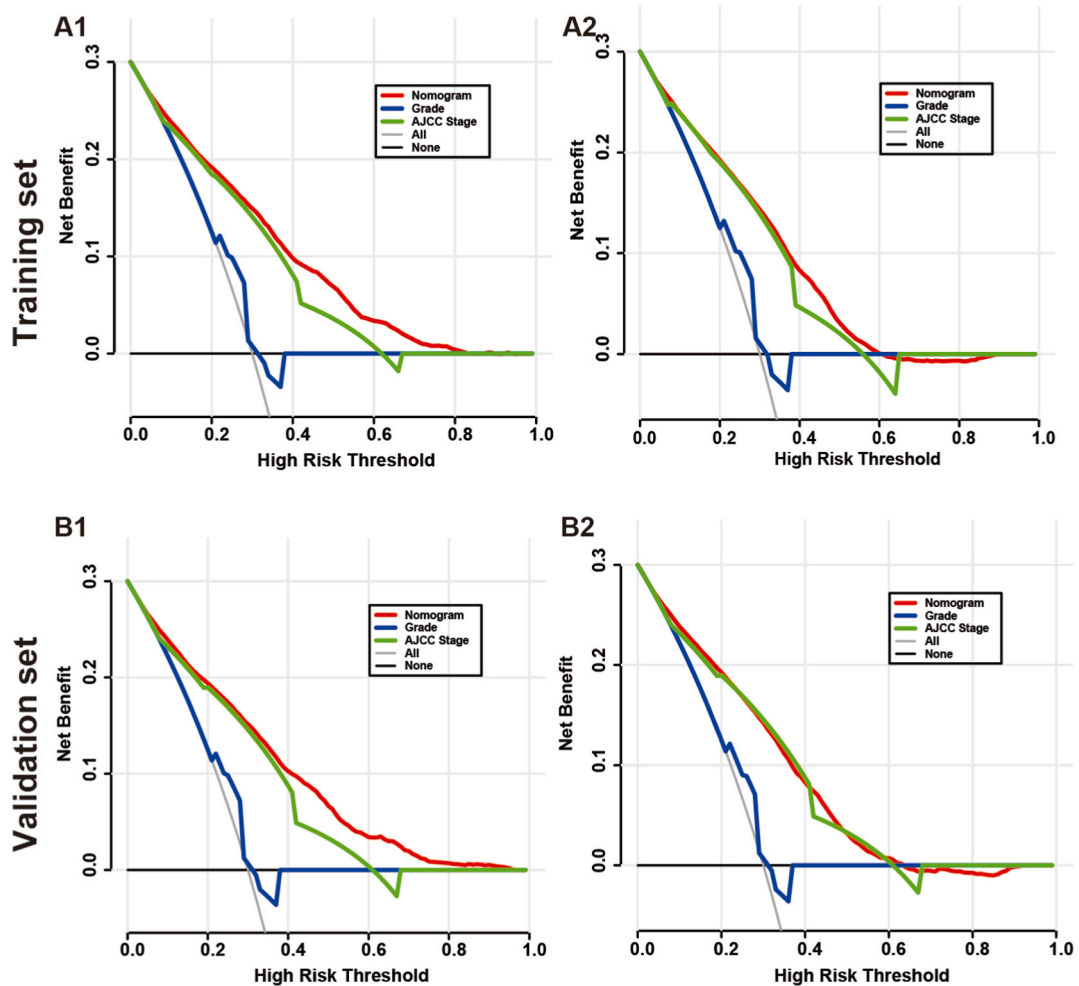 A1
Training set
Net Benefit
0.3
0.2
0.1
0.0
Nomogram
Grade
AJCC Stage
All
None
0.0 0.2 0.4 0.6 0.8 1.0
High Risk Threshold
A2
Net Benefit
0.3
0.2
0.1
0.0
Nomogram
Grade
AJCC Stage
All
None
0.0 0.2 0.4 0.6 0.8 1.0
High Risk Threshold
B1
Validation set
Net Benefit
0.3
0.2
0.1
0.0
Nomogram
Grade
AJCC Stage
All
None
0.0 0.2 0.4 0.6 0.8 1.0
High Risk Threshold
B2
Net Benefit
0.3
0.2
0.1
0.0
Nomogram
Grade
AJCC Stage
All
None
0.0 0.2 0.4 0.6 0.8 1.0
High Risk Threshold